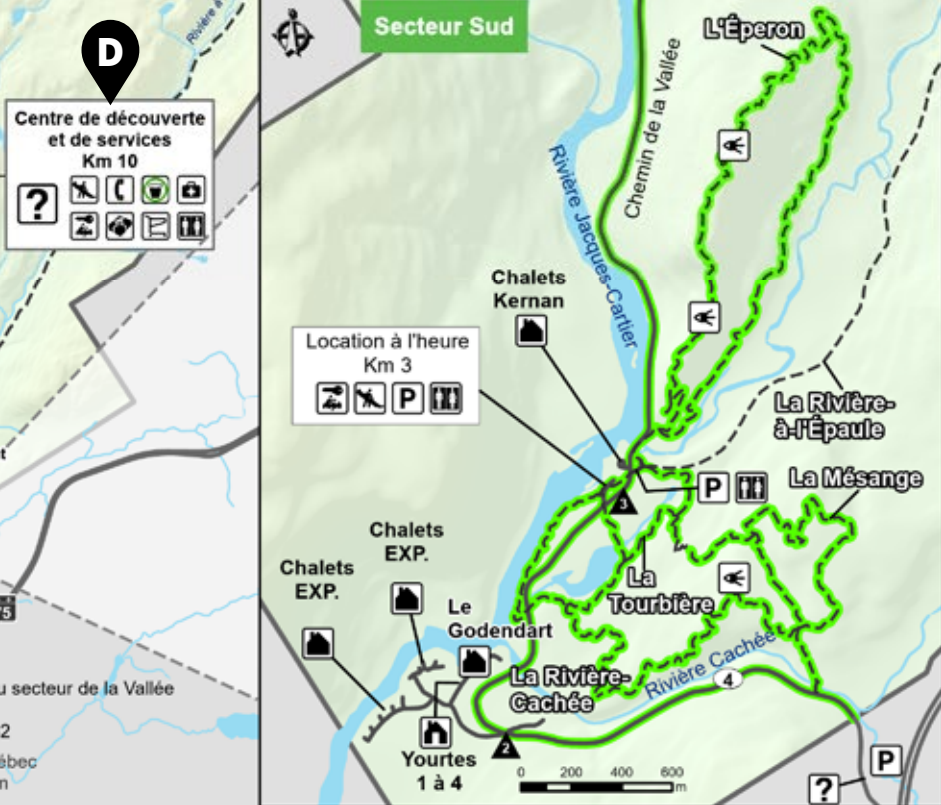 D
Rivière à
Centre de découverte
et de services
Km 10
?
t
75
u secteur de la Vallée
2
ébec
n
Secteur Sud
L'Éperon
Chemin de la Vallée
Rivière Jacques-Cartier
Chalets
Kernan
Location à l'heure
Km 3
P
La Rivière-
à-l'Épaule
P
La Mésange
3
Chalets
EXP.
Chalets
EXP.
La
Tourbière
Le
Godendart
La Rivière-
Cachée
Rivière Cachée
4
2
Yourtes
1 à 4
0 200 400 600
m
P
?